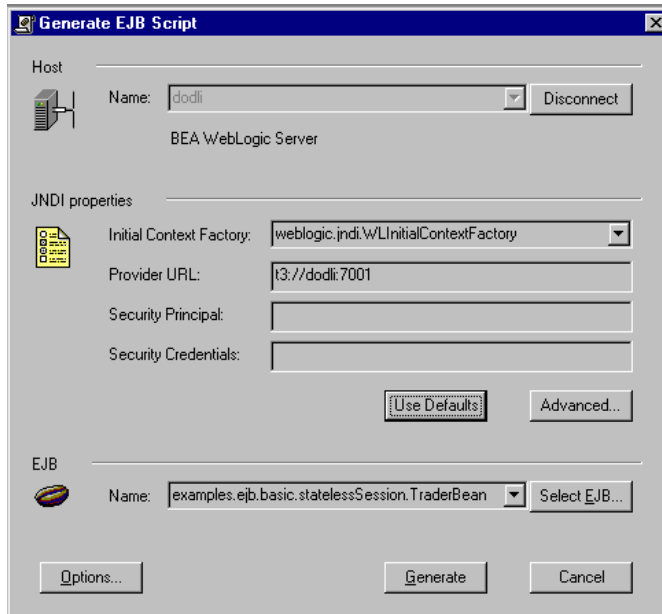 Generate EJB Script
Host
Name: dodli Disconnect
BEA WebLogic Server
JNDI properties
Initial Context Factory: weblogic.jndi.WLInitialContextFactory
Provider URL: t3://dodli:7001
Security Principal:
Security Credentials:
Use Defaults Advanced...
EJB
Name: examples.ejb.basic.statelessSession.TraderBean Select EJB...
Options... Generate Cancel